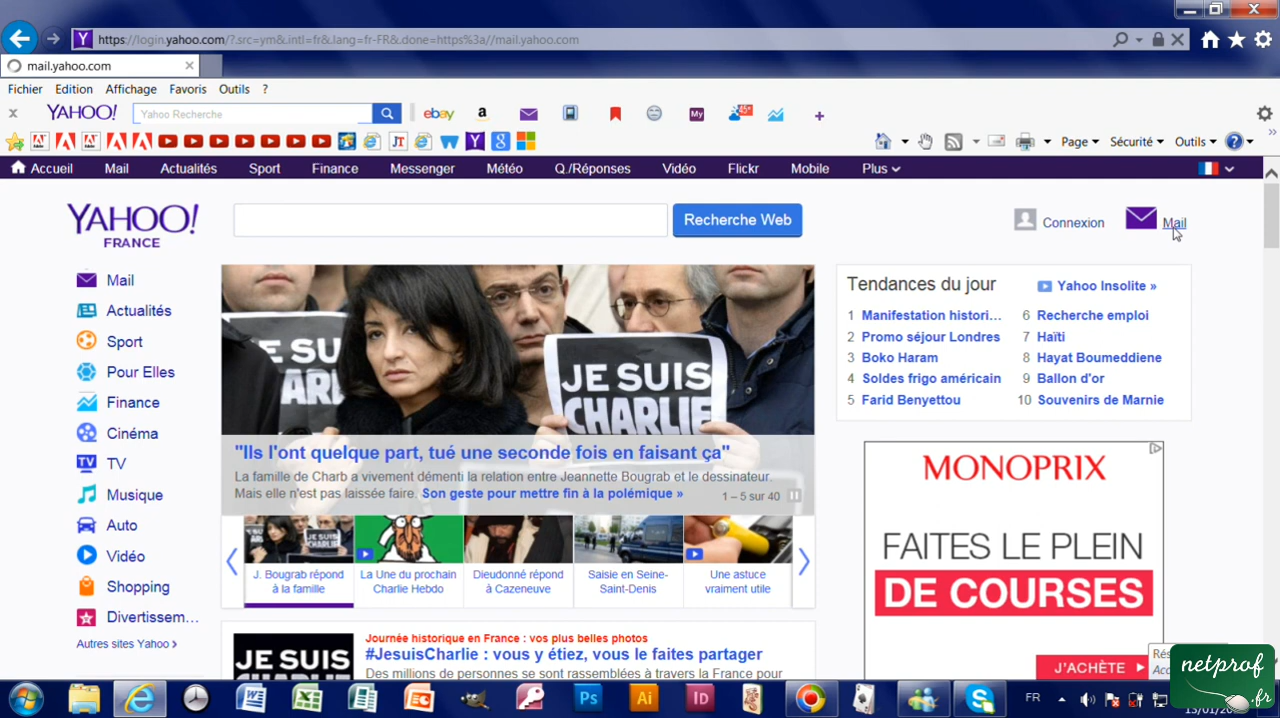 https://login.yahoo.com/?.src=ym&.intl=fr&.lang=fr-FR&.done=https%3a//mail.yahoo.com
mail.yahoo.com
Fichier Edition Affichage Favoris Outils ?
YAHOO! Yahoo Recherche ebay a My 45°
JT W Y 8 Page Sécurité Outils
Accueil Mail Actualités Sport Finance Messenger Météo Q./Réponses Vidéo Flickr Mobile Plus
YAHOO!
FRANCE
Recherche Web
Connexion
Mail
Mail
Actualités
Sport
Pour Elles
Finance
Cinéma
TV TV
Musique
Auto
Vidéo
Shopping
Divertissem...
Autres sites Yahoo ›
E SU
ARL
JE SUIS
CHARLIE
"Ils l'ont quelque part, tué une seconde fois en faisant ça"
La famille de Charb a vivement démenti la relation entre Jeannette Bougrab et le dessinateur.
Mais elle n'est pas laissée faire. Son geste pour mettre fin à la polémique »
1 – 5 sur 40
J. Bougrab répond
à la famille
La Une du prochain
Charlie Hebdo
Dieudonné répond
à Cazeneuve
Saisie en Seine-
Saint-Denis
Une astuce
vraiment utile
JE SUIS
Journée historique en France : vos plus belles photos
#JesuisCharlie : vous y étiez, vous le faites partager
Des millions de personnes se sont rassemblées à travers la France pour
Tendances du jour
Yahoo Insolite »
1 Manifestation histori...
2 Promo séjour Londres
3 Boko Haram
4 Soldes frigo américain
5 Farid Benyettou
6 Recherche emploi
7 Haïti
8 Hayat Boumeddiene
9 Ballon d'or
10 Souvenirs de Marnie
MONOPRIX
FAITES LE PLEIN
DE COURSES
J'ACHÈTE
netprof
.fr
Ps Ai ID FR